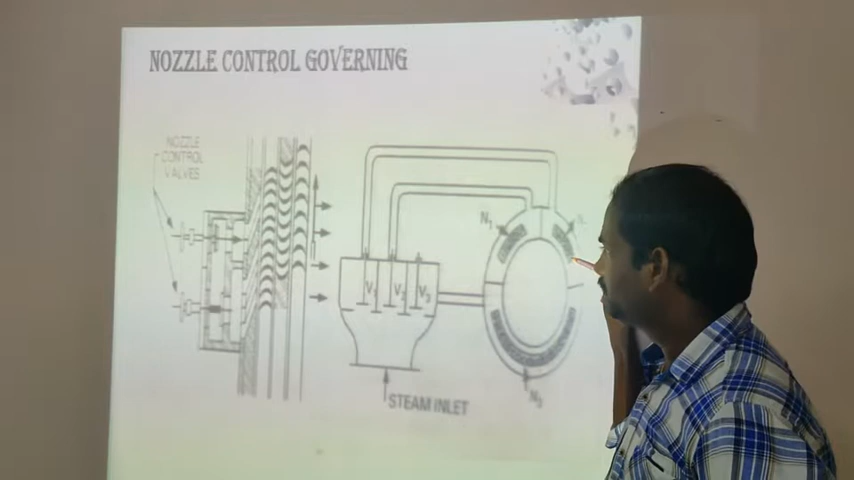 NOZZLE CONTROL GOVERNING
NOZZLE
CONTROL
VALVES
N1
V1
V2
V3
STEAM INLET
N3